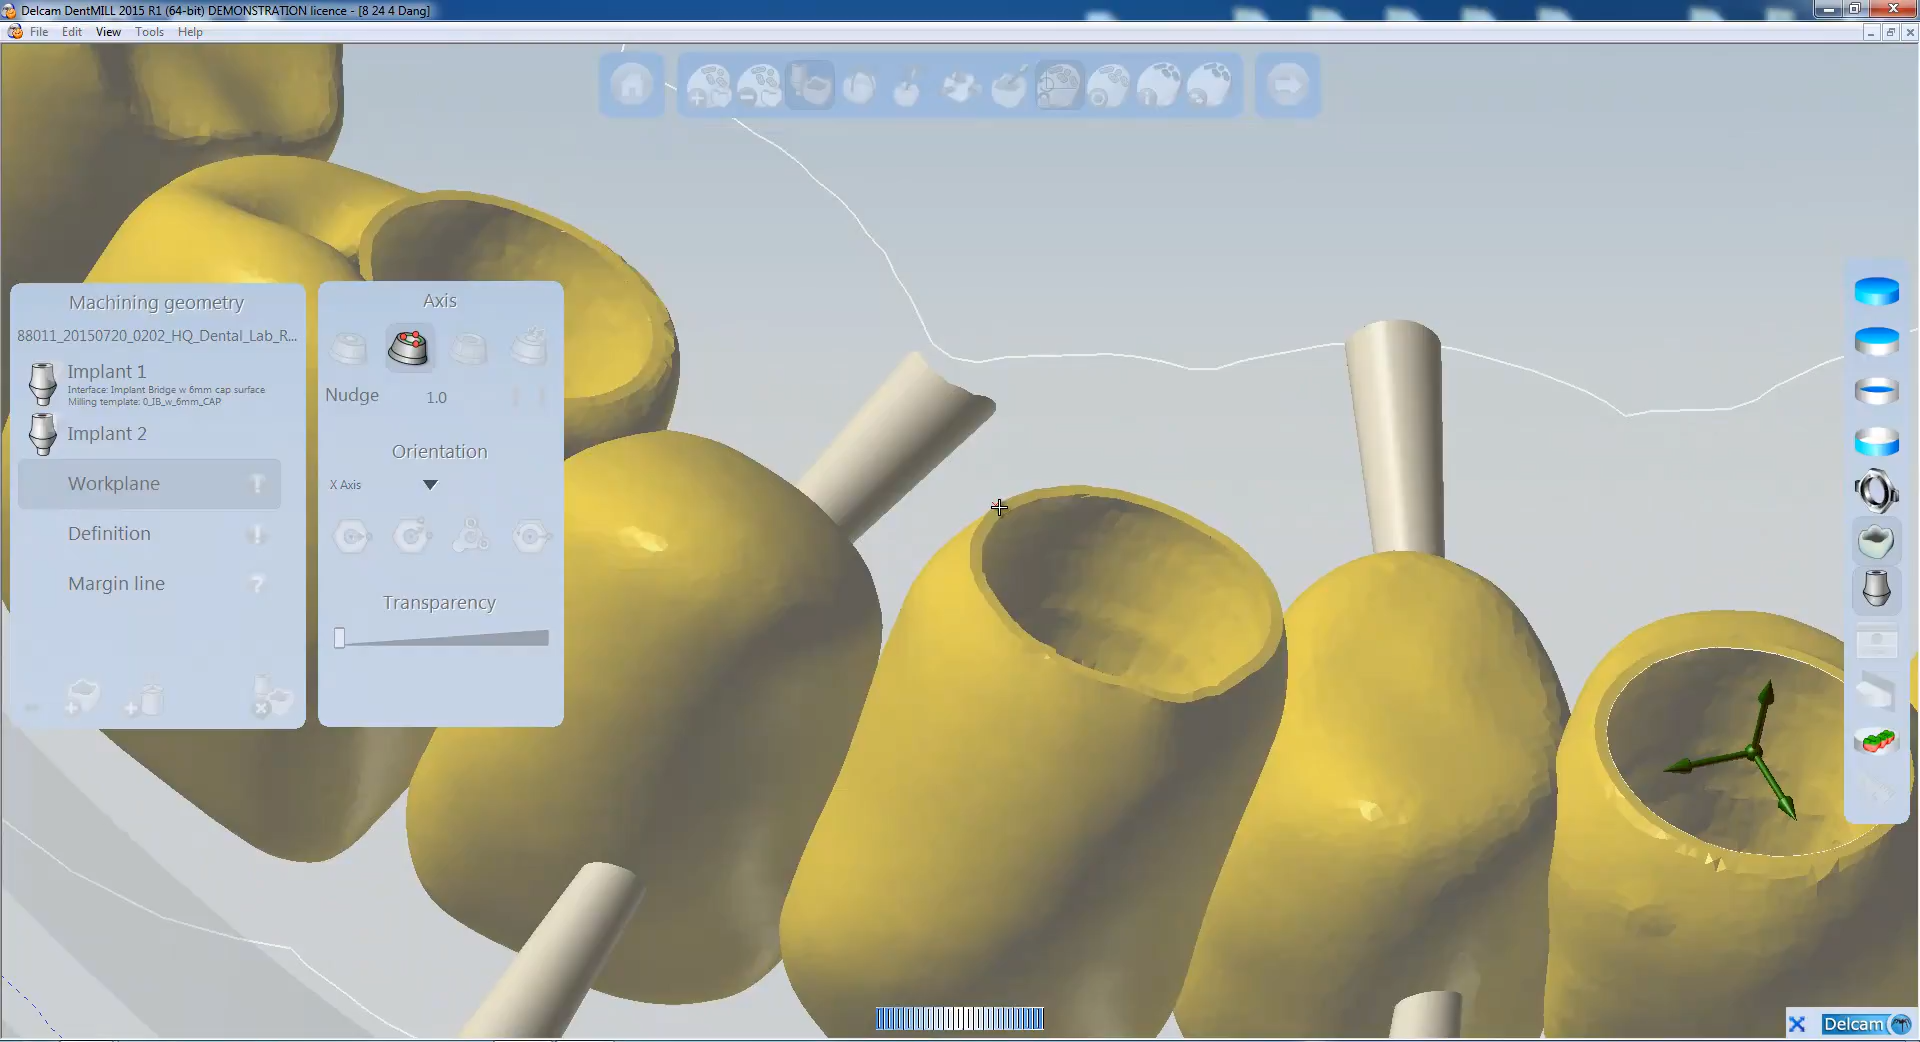 Delcam DentMILL 2015 R1 (64-bit) DEMONSTRATION licence - [8 24 4 Dang]
File Edit View Tools Help
Machining geometry
88011_20150720_0202_HQ_Dental_Lab_R...
Implant 1
Interface: Implant Bridge w 6mm cap surface
Milling template: 0_IB_w_6mm_CAP
Implant 2
Workplane
Definition
Margin line
Axis
Nudge 1.0
Orientation
X Axis
Transparency
Delcam